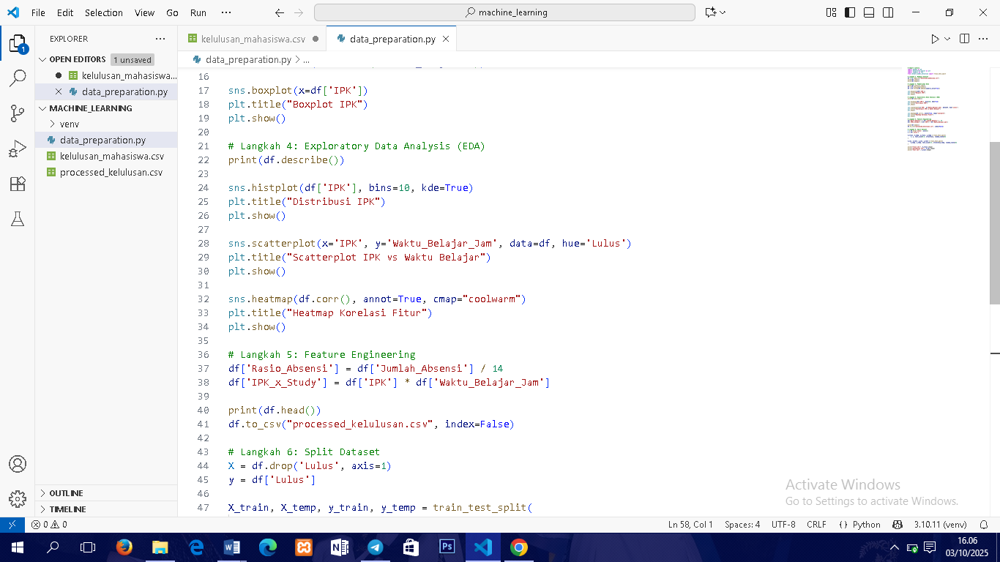 File Edit Selection View Go Run ... machine_learning
EXPLORER ...
kelulusan_mahasiswa.csv
data_preparation.py
OPEN EDITORS 1 unsaved
data_preparation.py > ...
kelulusan_mahasiswa...
data_preparation.py
MACHINE_LEARNING
venv
data_preparation.py
kelulusan_mahasiswa.csv
processed_kelulusan.csv
OUTLINE
TIMELINE
1
16
17 sns.boxplot(x=df['IPK'])
18 plt.title("Boxplot IPK")
19 plt.show()
20
21 # Langkah 4: Exploratory Data Analysis (EDA)
22 print(df.describe())
23
24 sns.histplot(df['IPK'], bins=10, kde=True)
25 plt.title("Distribusi IPK")
26 plt.show()
27
28 sns.scatterplot(x='IPK', y='Waktu_Belajar_Jam', data=df, hue='Lulus')
29 plt.title("Scatterplot IPK vs Waktu Belajar")
30 plt.show()
31
32 sns.heatmap(df.corr(), annot=True, cmap="coolwarm")
33 plt.title("Heatmap Korelasi Fitur")
34 plt.show()
35
36 # Langkah 5: Feature Engineering
37 df['Rasio_Absensi'] = df['Jumlah_Absensi'] / 14
38 df['IPK_x_Study'] = df['IPK'] * df['Waktu_Belajar_Jam']
39
40 print(df.head())
41 df.to_csv("processed_kelulusan.csv", index=False)
42
43 # Langkah 6: Split Dataset
44 X = df.drop('Lulus', axis=1)
45 y = df['Lulus']
46
47 X_train, X_temp, y_train, y_temp = train_test_split(
Activate Windows
Go to Settings to activate Windows.
0 0 Ln 58, Col 1 Spaces: 4 UTF-8 CRLF {} Python 3.10.11 (venv)
Ps
16.06
03/10/2025